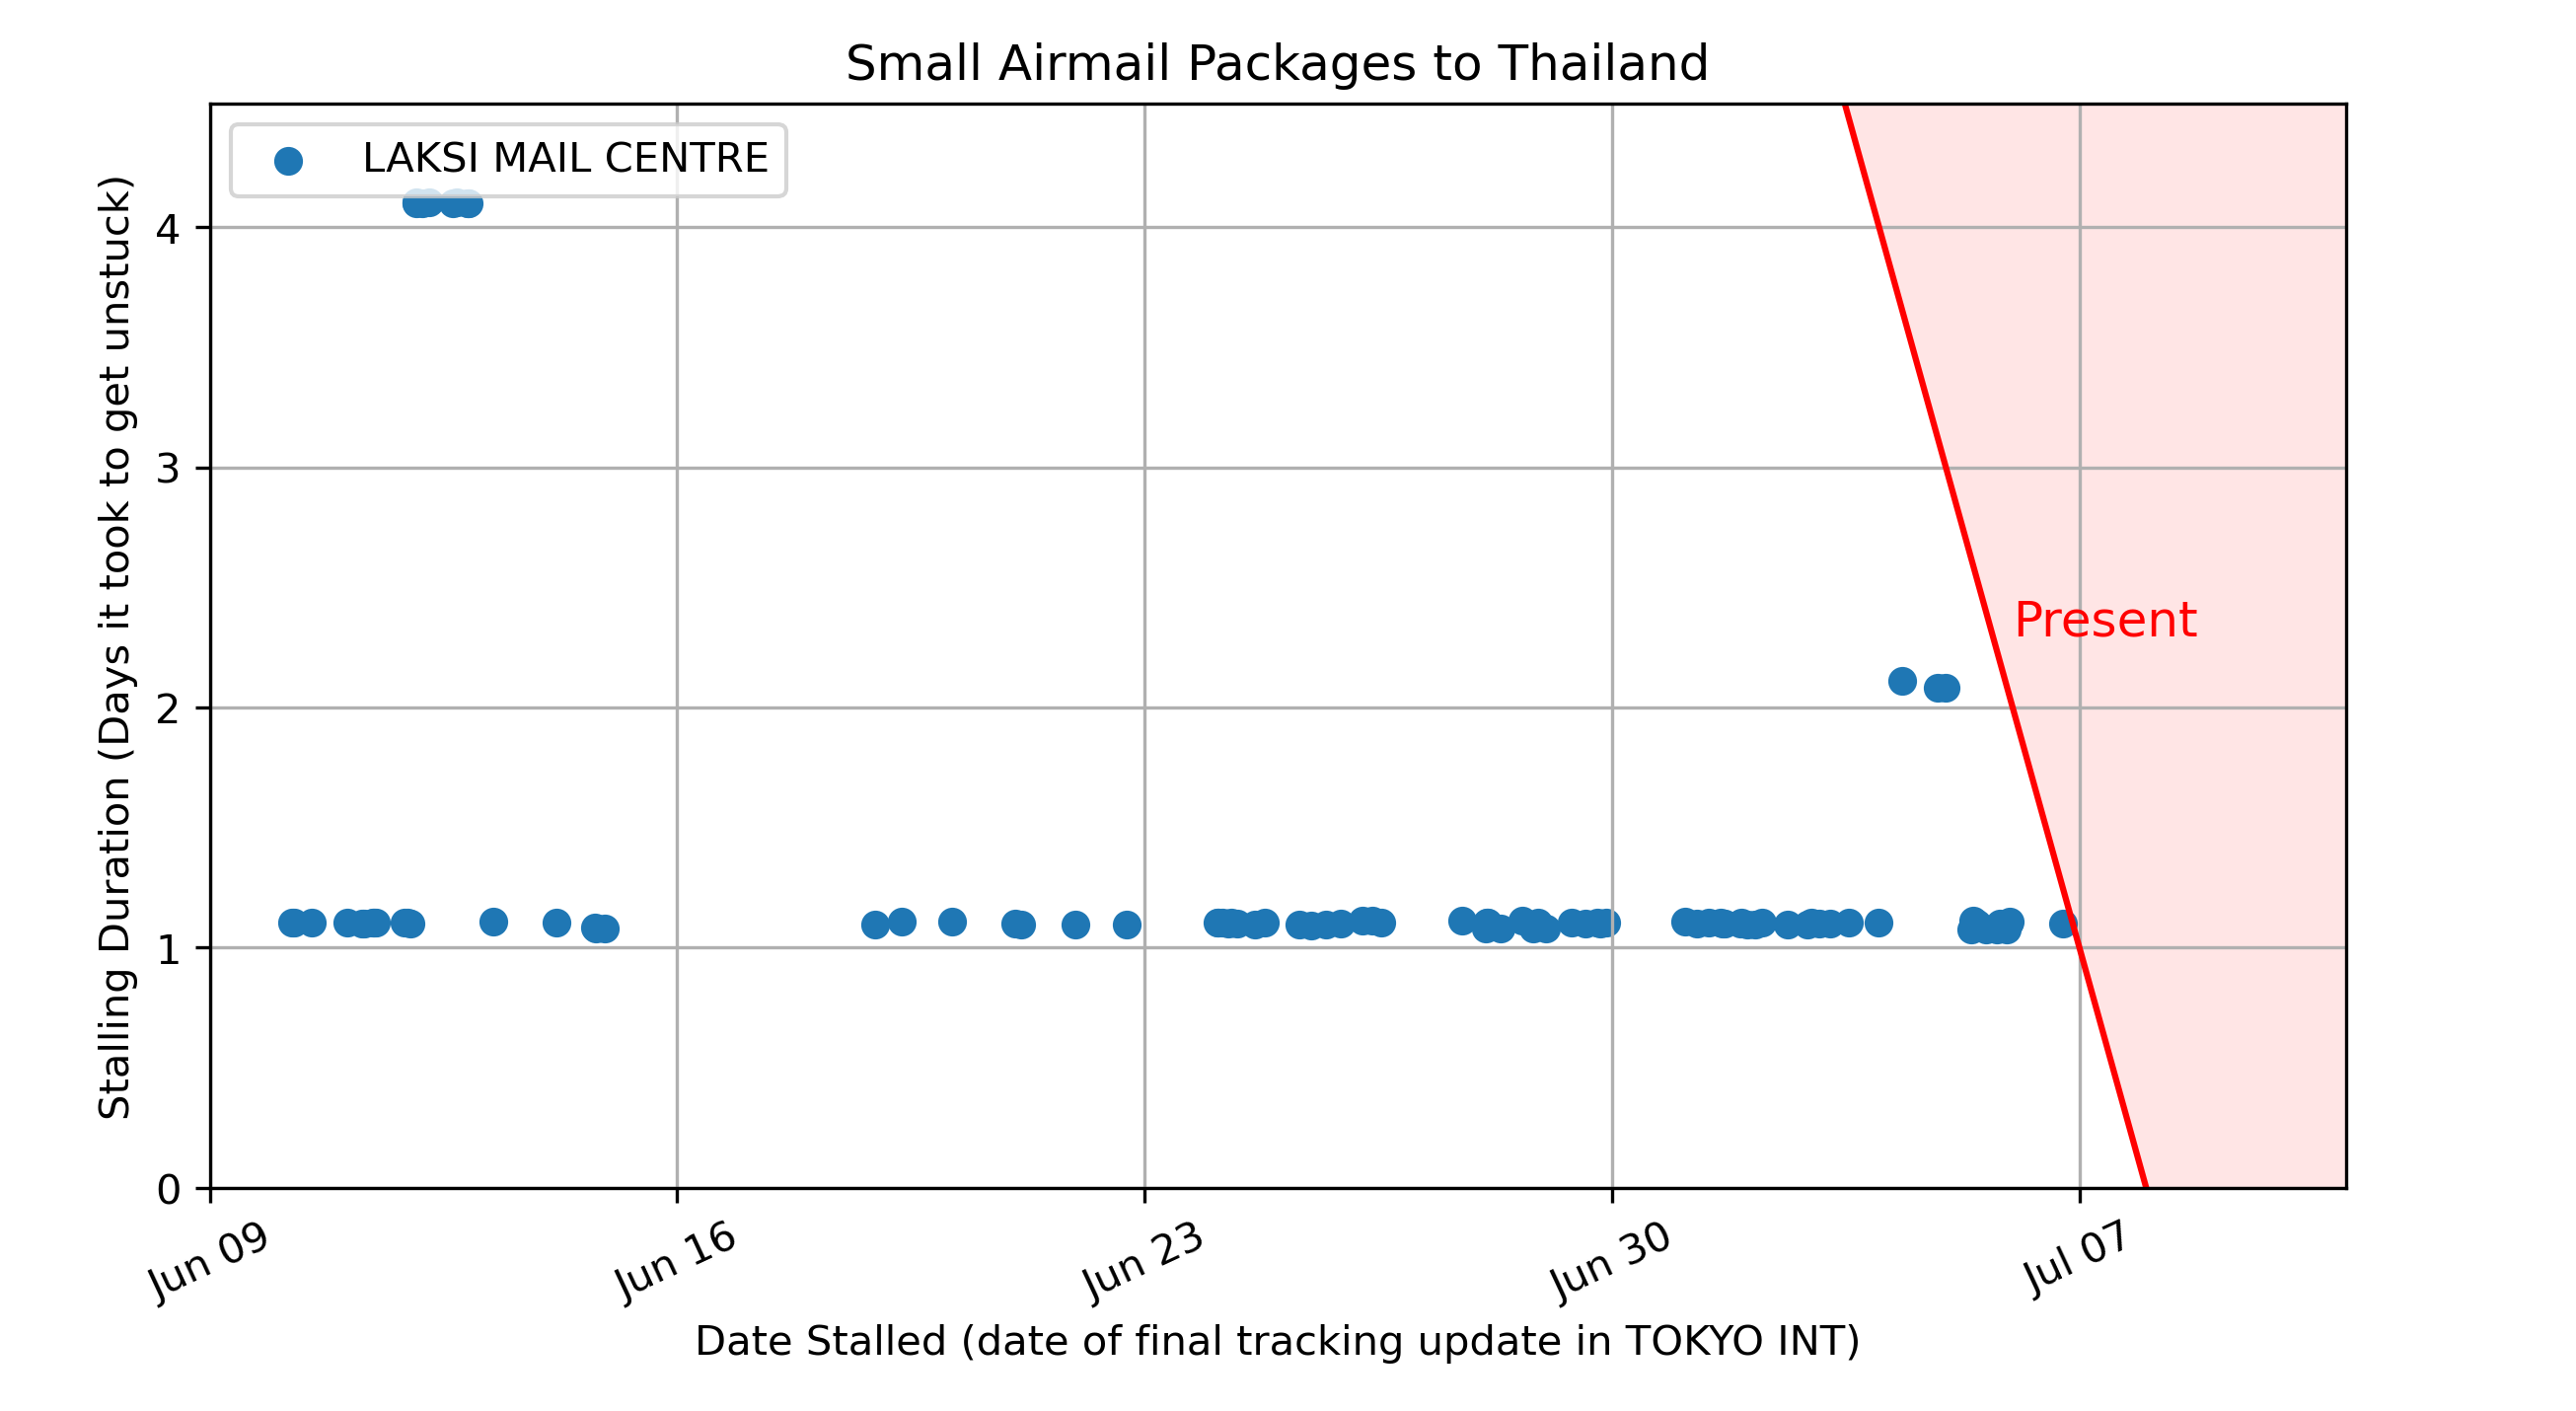 Small Airmail Packages to Thailand
LAKSI MAIL CENTRE
Stalling Duration (Days it took to get unstuck)
4
3
2
1
0
Present
Jun 09
Jun 16
Jun 23
Jun 30
Jul 07
Date Stalled (date of final tracking update in TOKYO INT)